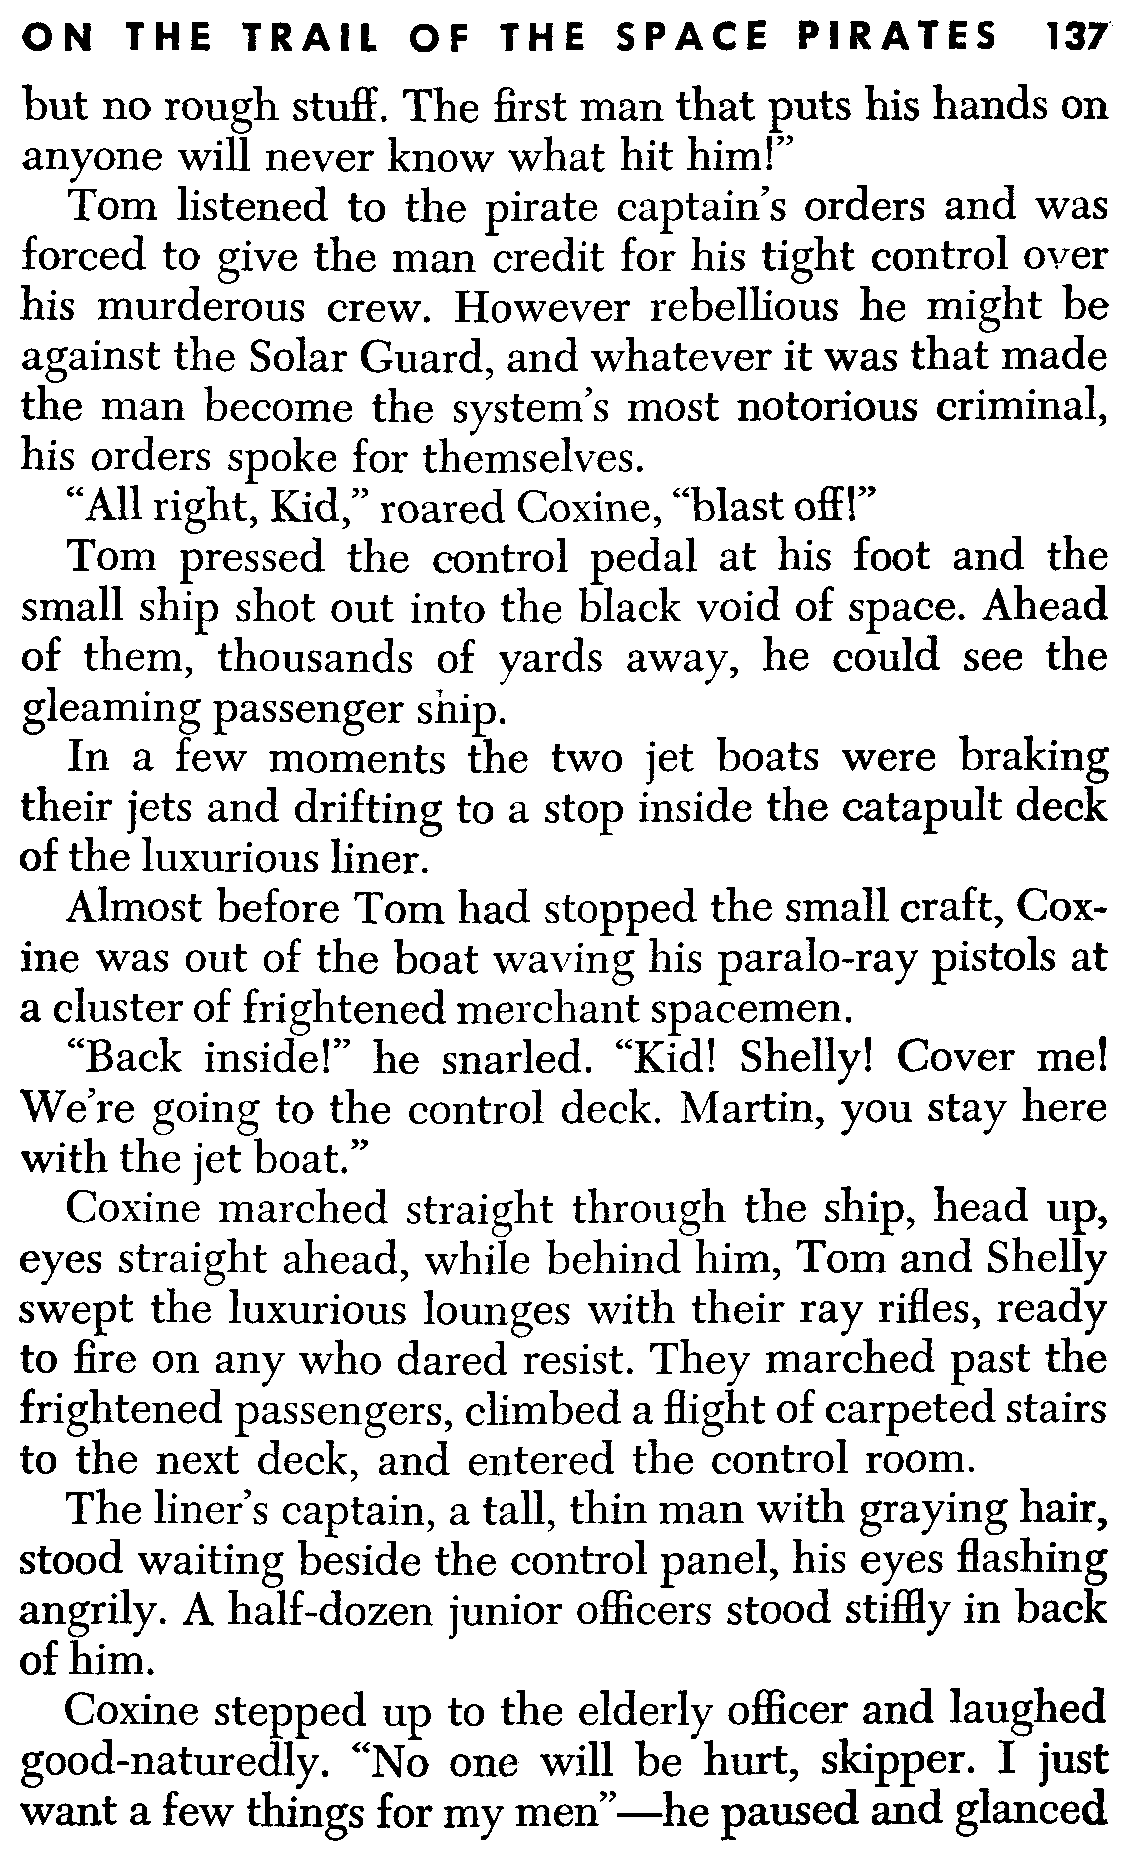 ON THE TRAIL OF THE SPACE PIRATES 137
but no rough stuff. The first man that puts his hands on
anyone will never know what hit him!”
Tom listened to the pirate captain’s orders and was
forced to give the man credit for his tight control over
his murderous crew. However rebellious he might be
against the Solar Guard, and whatever it was that made
the man become the system’s most notorious criminal,
his orders spoke for themselves.
“All right, Kid,” roared Coxine, “blast off!”
Tom pressed the control pedal at his foot and the
small ship shot out into the black void of space. Ahead
of them, thousands of yards away, he could see the
gleaming passenger ship.
In a few moments the two jet boats were braking
their jets and drifting to a stop inside the catapult deck
of the luxurious liner.
Almost before Tom had stopped the small craft, Cox-
ine was out of the boat waving his paralo-ray pistols at
a cluster of frightened merchant spacemen.
“Back inside!” he snarled. “Kid! Shelly! Cover me!
We’re going to the control deck. Martin, you stay here
with the jet boat.”
Coxine marched straight through the ship, head up,
eyes straight ahead, while behind him, Tom and Shelly
swept the luxurious lounges with their ray rifles, ready
to fire on any who dared resist. They marched past the
frightened passengers, climbed a flight of carpeted stairs
to the next deck, and entered the control room.
The liner’s captain, a tall, thin man with graying hair,
stood waiting beside the control panel, his eyes flashing
angrily. A half-dozen junior officers stood stiffly in back
of him.
Coxine stepped up to the elderly officer and laughed
good-naturedly. “No one will be hurt, skipper. I just
want a few things for my men”—he paused and glanced